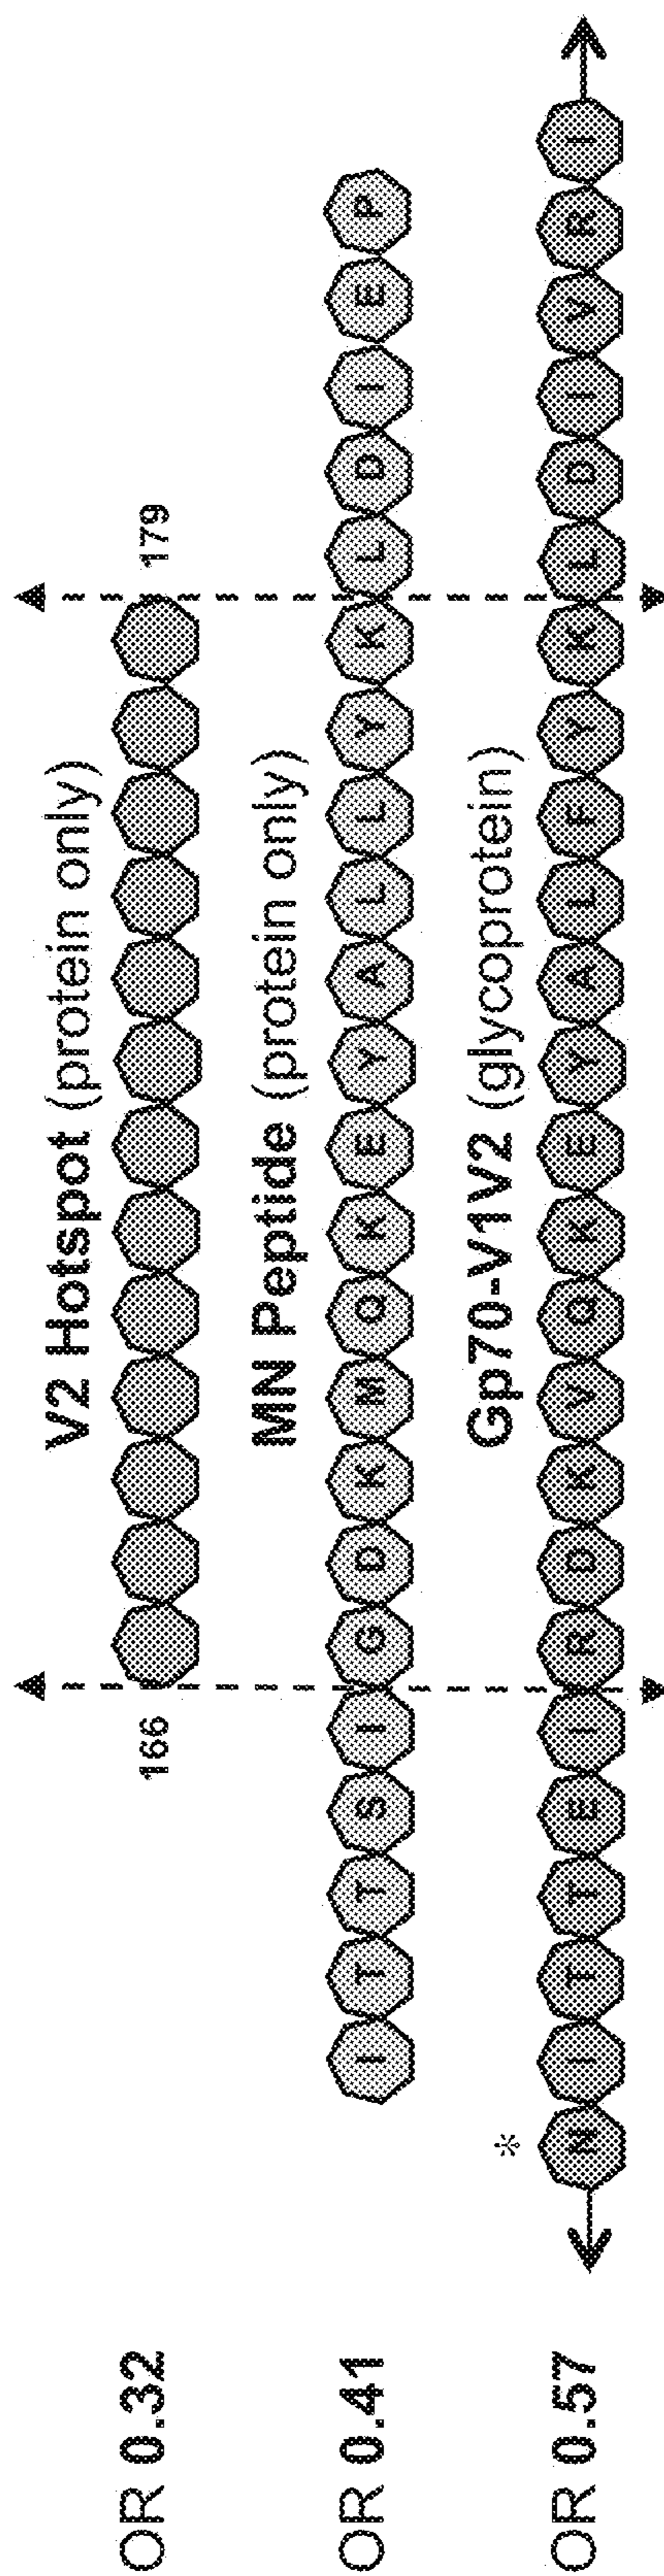 V2 Hotspot (protein only)
OR 0.32 166 179
MN Peptide (protein only)
OR 0.41 I T T S I G D K M Q K E Y A L L Y K L D I E P
Gp70-V1V2 (glycoprotein)
*
OR 0.57 N I T T E I R D K V Q K E Y A L F Y K L D I V R I